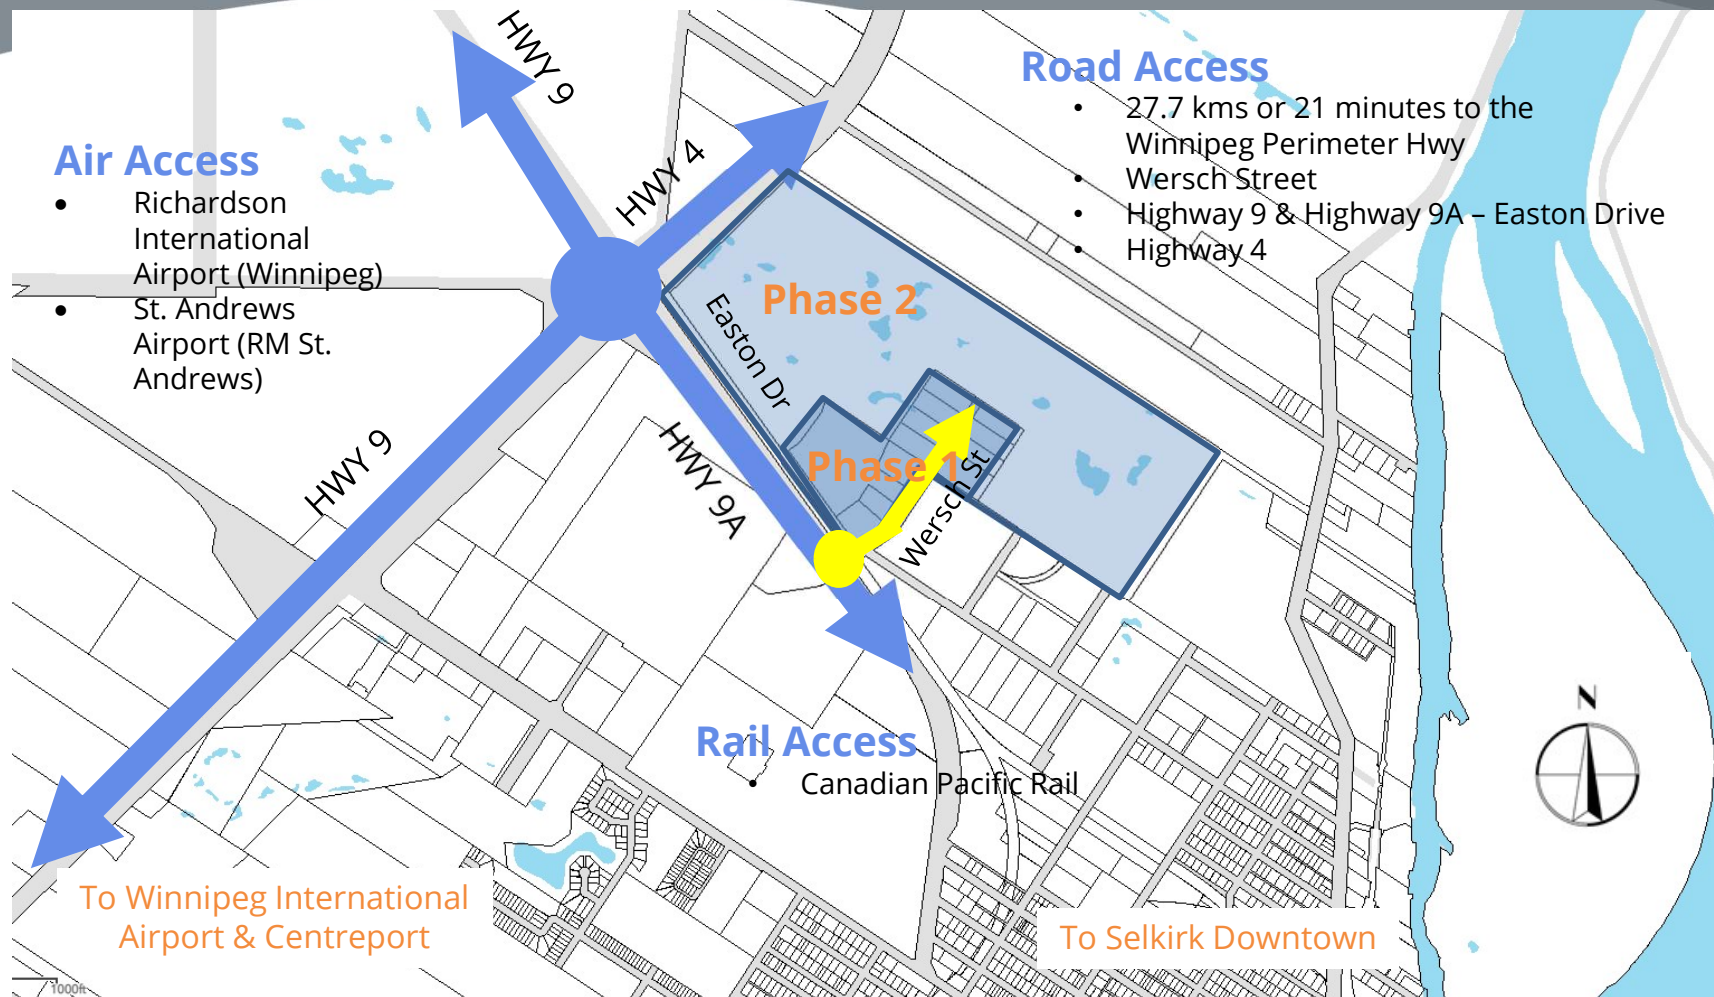 HWY 9
Road Access
• 27.7 kms or 21 minutes to the
Winnipeg Perimeter Hwy
• Wersch Street
• Highway 9 & Highway 9A – Easton Drive
• Highway 4
Air Access
• Richardson
International
Airport (Winnipeg)
• St. Andrews
Airport (RM St.
Andrews)
HWY 4
Phase 2
Easton Dr
Phase 1
Wersch St
HWY 9
HWY 9A
Rail Access
• Canadian Pacific Rail
N
To Winnipeg International
Airport & Centreport
To Selkirk Downtown
1000ft